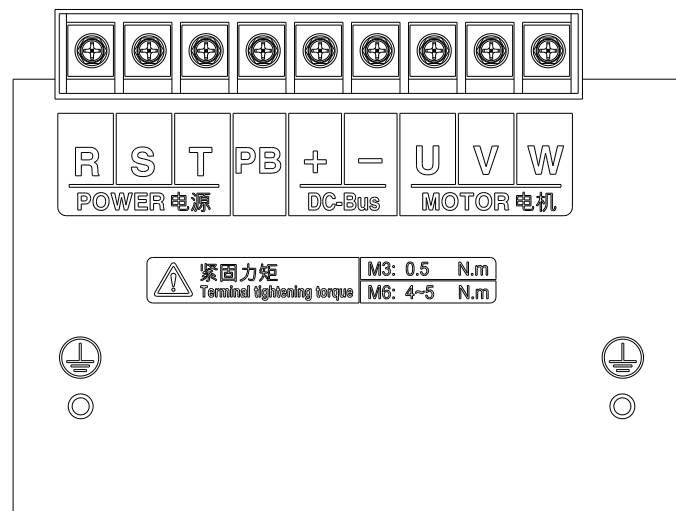 R S T PB + − U V W
POWER 电源 DC-Bus MOTOR 电机
紧固力矩 M3: 0.5 N.m
Terminal tightening torque M6: 4~5 N.m